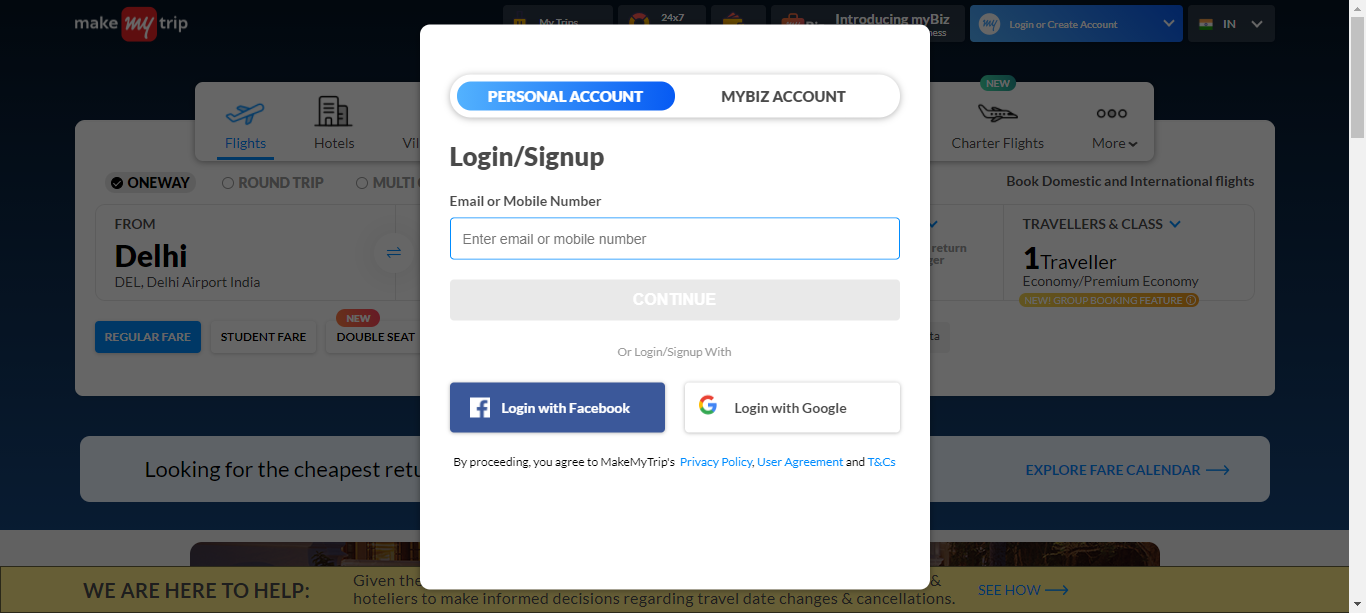 make my trip
My Trips
24x7
Introducing myBiz
my
Login or Create Account
IN
PERSONAL ACCOUNT
MYBIZ ACCOUNT
Login/Signup
Email or Mobile Number
Enter email or mobile number
CONTINUE
Or Login/Signup With
Login with Facebook
Login with Google
By proceeding, you agree to MakeMyTrip's Privacy Policy, User Agreement and T&Cs
Flights
Hotels
NEW
Charter Flights
More
ONEWAY
ROUND TRIP
MULTI
Book Domestic and International flights
FROM
Delhi
DEL, Delhi Airport India
return
TRAVELLERS & CLASS
1 Traveller
Economy/Premium Economy
NEW! GROUP BOOKING FEATURE
REGULAR FARE
STUDENT FARE
NEW
DOUBLE SEAT
Looking for the cheapest
EXPLORE FARE CALENDAR
WE ARE HERE TO HELP:
Given the
&
hoteliers to make informed decisions regarding travel date changes & cancellations.
SEE HOW